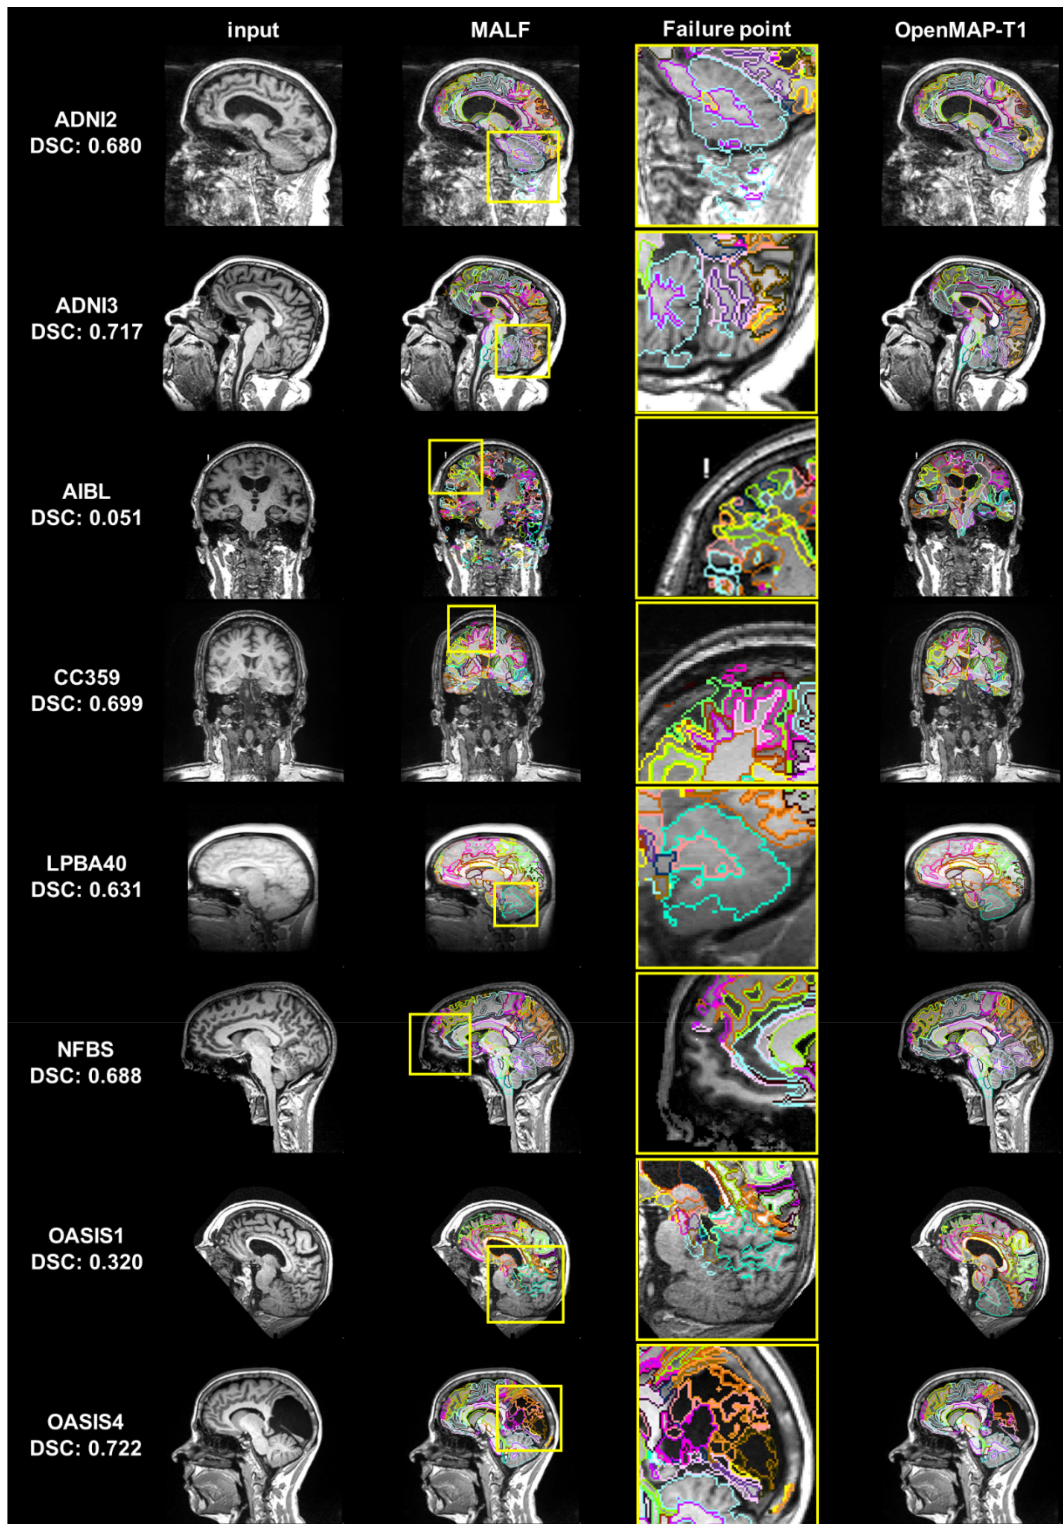 input MALF Failure point OpenMAP-T1
ADNI2
DSC: 0.680
ADNI3
DSC: 0.717
AIBL
DSC: 0.051
CC359
DSC: 0.699
LPBA40
DSC: 0.631
NFBS
DSC: 0.688
OASIS1
DSC: 0.320
OASIS4
DSC: 0.722